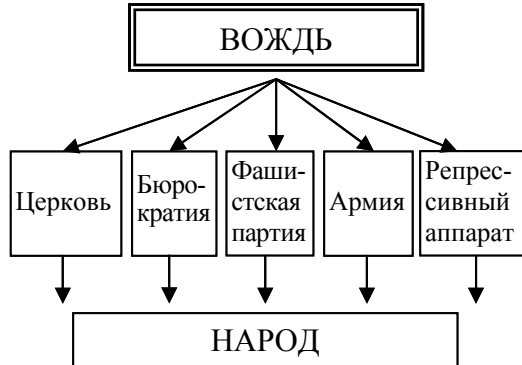 ВОЖДЬ
Церковь
Бюро-
кратия
Фаши-
стская
партия
Армия
Репрес-
сивный
аппарат
НАРОД